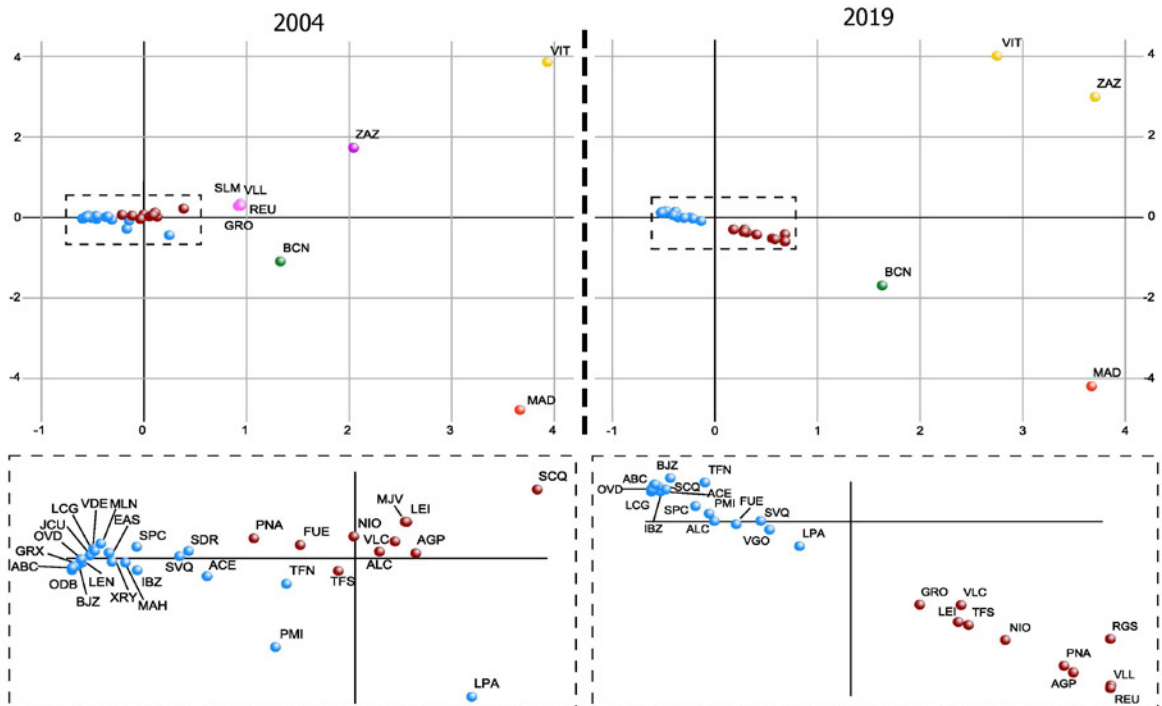 2004
2019
4
VIT
ZAZ
2
SLM VLL
REU
GRO
0
BCN
-2
-4
MAD
-1
0
1
2
3
4
VIT
4
ZAZ
2
0
BCN
-2
MAD
-4
-1
0
1
2
3
4
SCQ
MJV
LEI
VDE
MLN
LCG
EAS
JCU
OVD
SPC
SDR
PNA
FUE
NIO
VLC
AGP
GRX
ABC
ALC
ODB
LEN
BJZ
XRY
MAH
IBZ
SVQ
ACE
TFN
TFS
PMI
LPA
BJZ
TFN
ABC
SCQ
OVD
ACE
LCG
SPC
PMI
FUE
SVQ
IBZ
ALC
VGO
LPA
GRO
VLC
LEI
TFS
NIO
RGS
PNA
AGP
VLL
REU